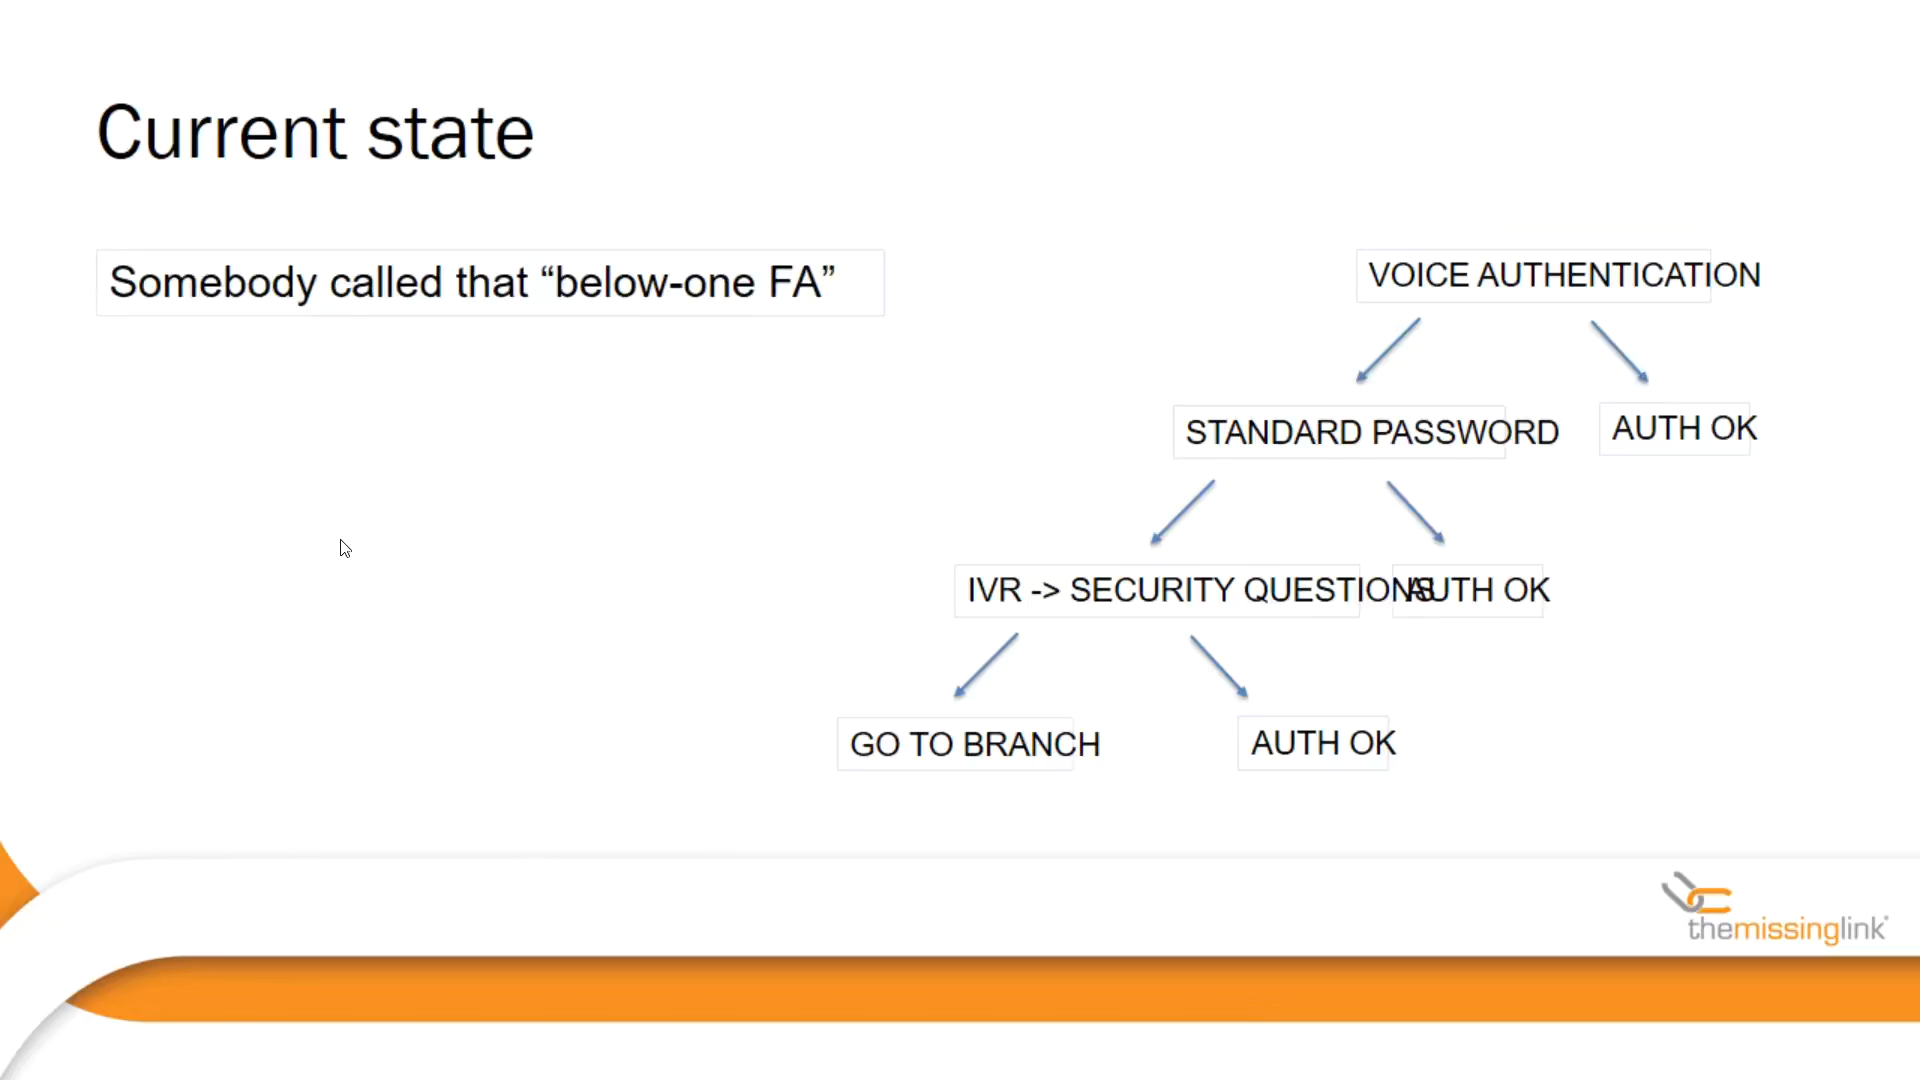 Current state
Somebody called that “below-one FA”
VOICE AUTHENTICATION
STANDARD PASSWORD
AUTH OK
IVR -> SECURITY QUESTIONS
AUTH OK
GO TO BRANCH
AUTH OK
themissinglink